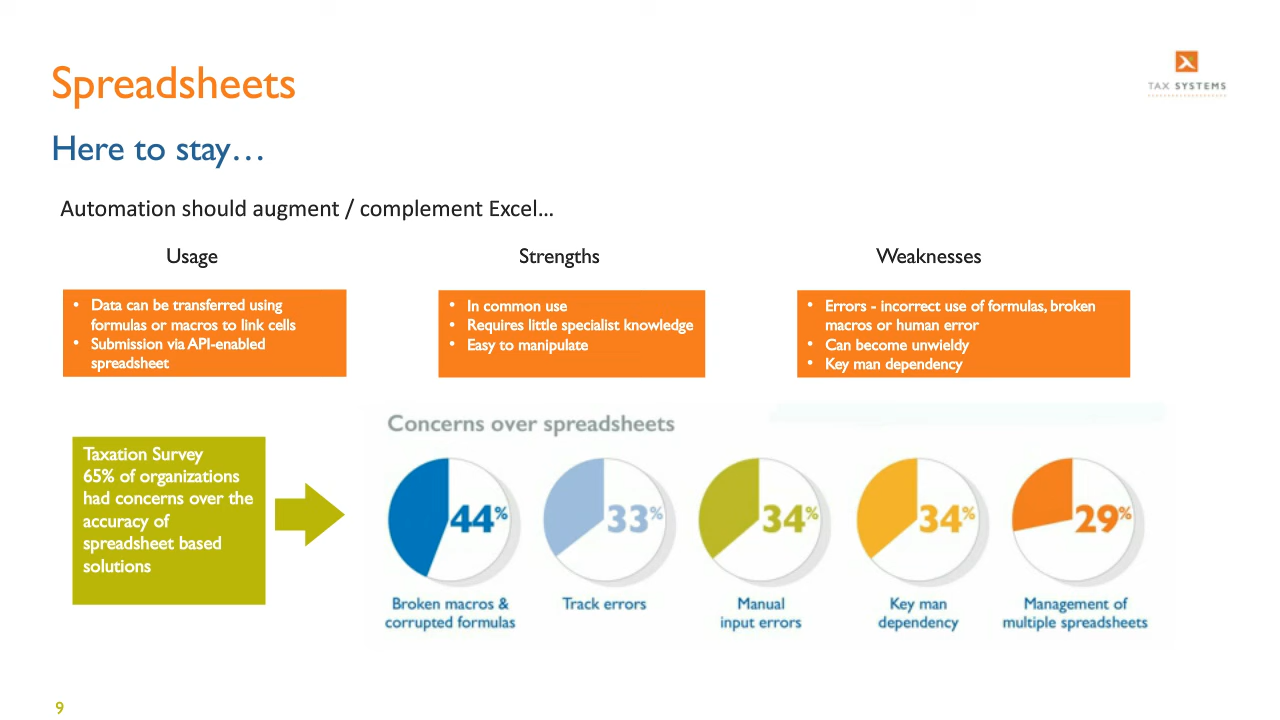 Spreadsheets
TAX SYSTEMS
Here to stay…
Automation should augment / complement Excel…
Usage
Strengths
Weaknesses
• Data can be transferred using
formulas or macros to link cells
• Submission via API-enabled
spreadsheet
• In common use
• Requires little specialist knowledge
• Easy to manipulate
• Errors - incorrect use of formulas, broken
macros or human error
• Can become unwieldy
• Key man dependency
Taxation Survey
65% of organizations
had concerns over the
accuracy of
spreadsheet based
solutions
Concerns over spreadsheets
44%
33%
34%
34%
29%
Broken macros &
corrupted formulas
Track errors
Manual
input errors
Key man
dependency
Management of
multiple spreadsheets
9